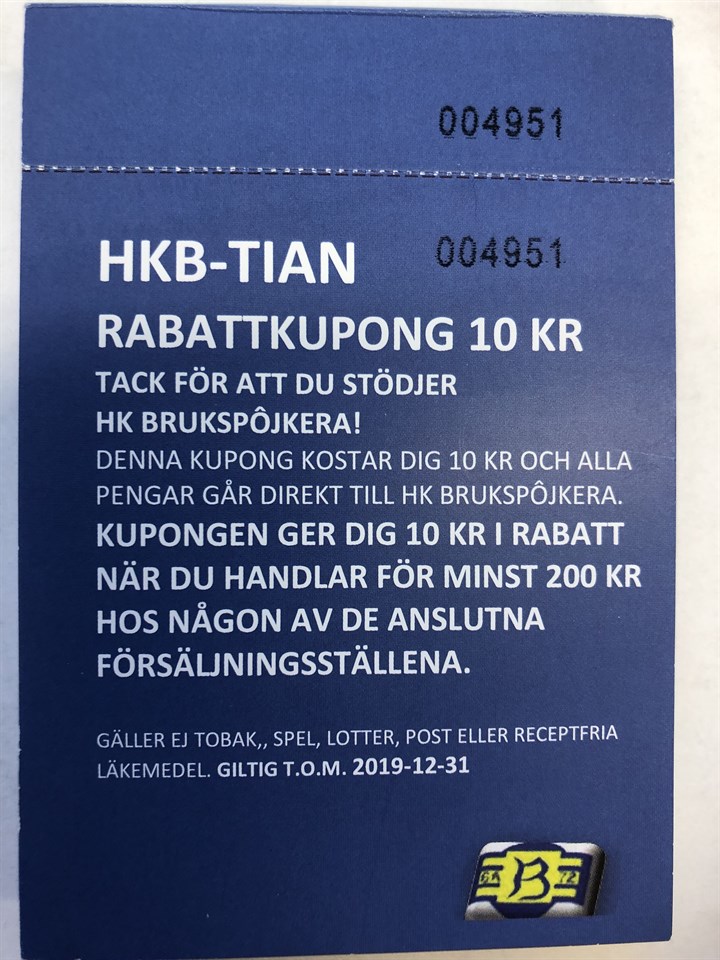 004951
HKB-TIAN 004951
RABATTKUPONG 10 KR
TACK FÖR ATT DU STÖDJER
HK BRUKSPÔJKERA!
DENNA KUPONG KOSTAR DIG 10 KR OCH ALLA
PENGAR GÅR DIREKT TILL HK BRUKSPÔJKERA.
KUPONGEN GER DIG 10 KR I RABATT
NÄR DU HANDLAR FÖR MINST 200 KR
HOS NÅGON AV DE ANSLUTNA
FÖRSÄLJNINGSSTÄLLENA.
GÄLLER EJ TOBAK,, SPEL, LOTTER, POST ELLER RECEPTFRIA
LÄKEMEDEL. GILTIG T.O.M. 2019-12-31
B